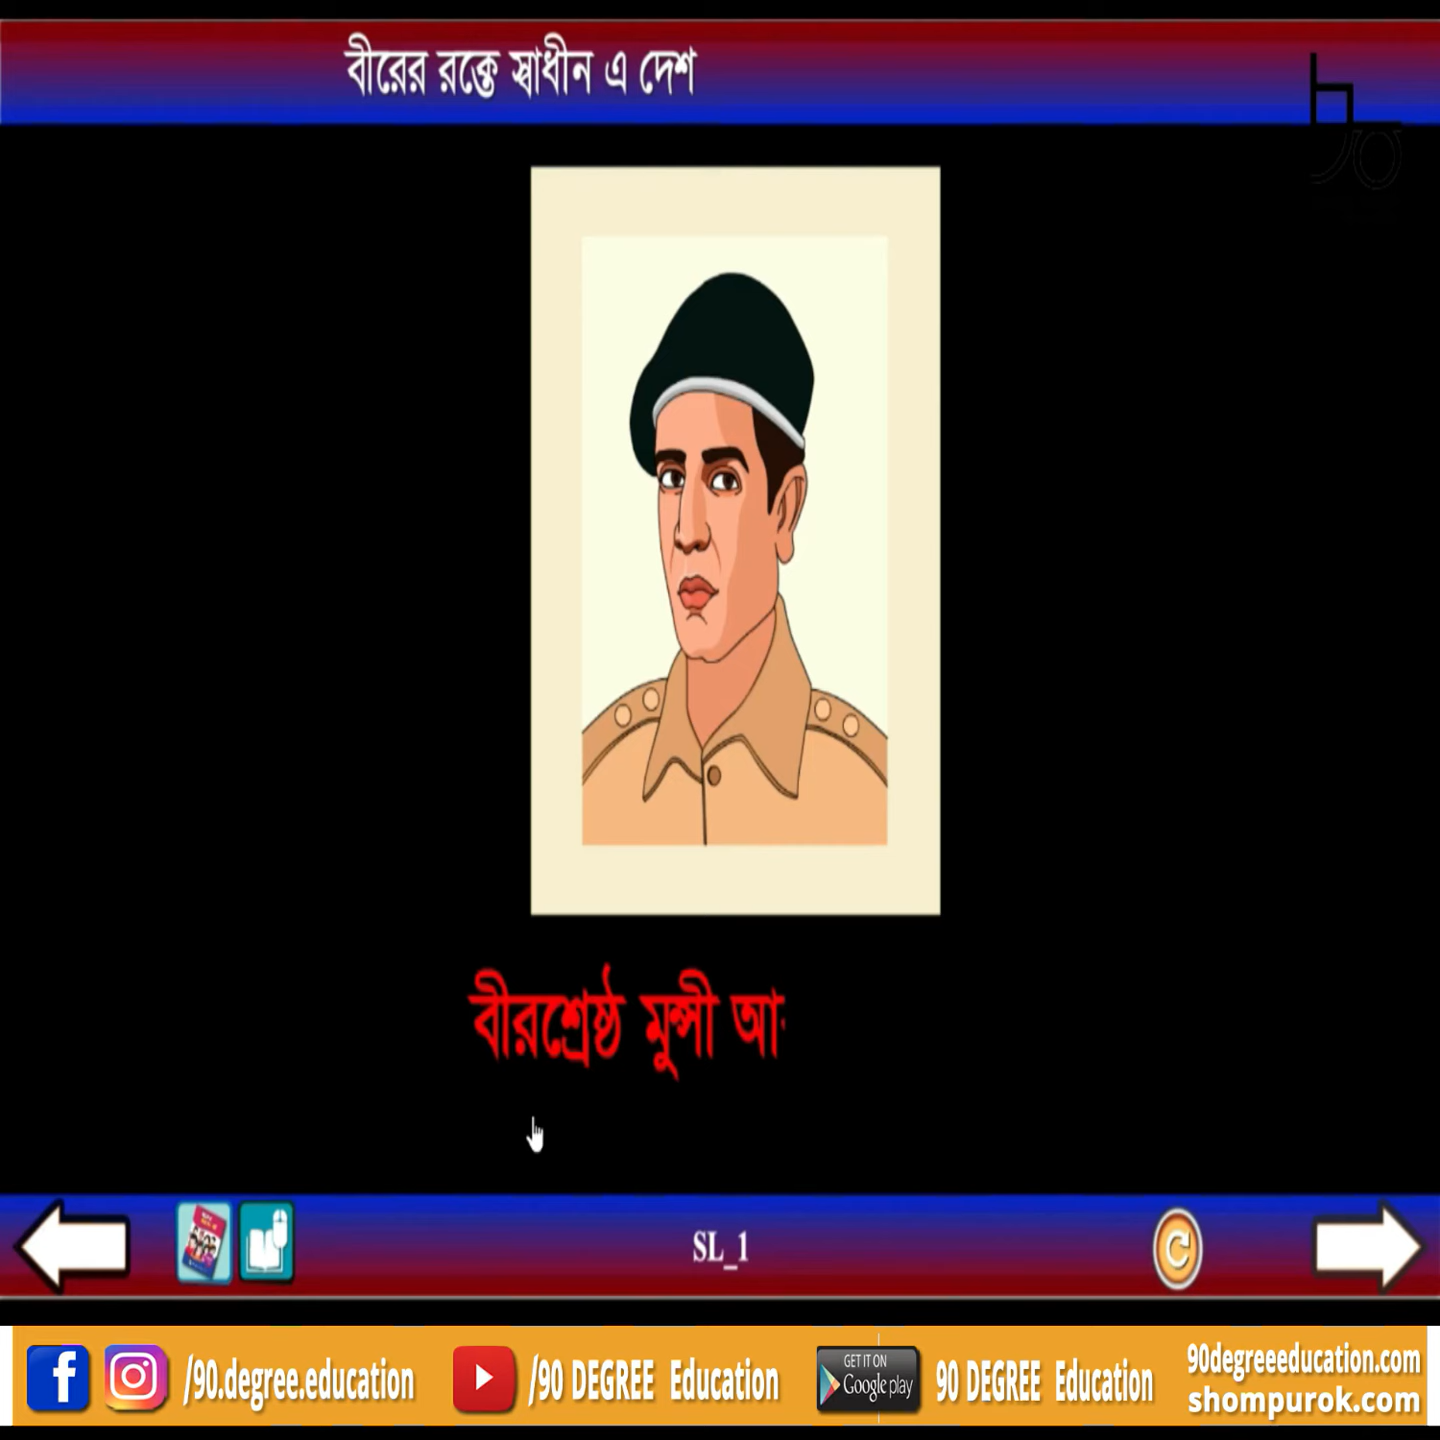 বীরের রক্তে স্বাধীন এ দেশ
বীরশ্রেষ্ঠ মুন্সী আ
SL_1
/90.degree.education
/90 DEGREE Education
GET IT ON
Google play
90 DEGREE Education
90degreeeducation.com
shompurok.com